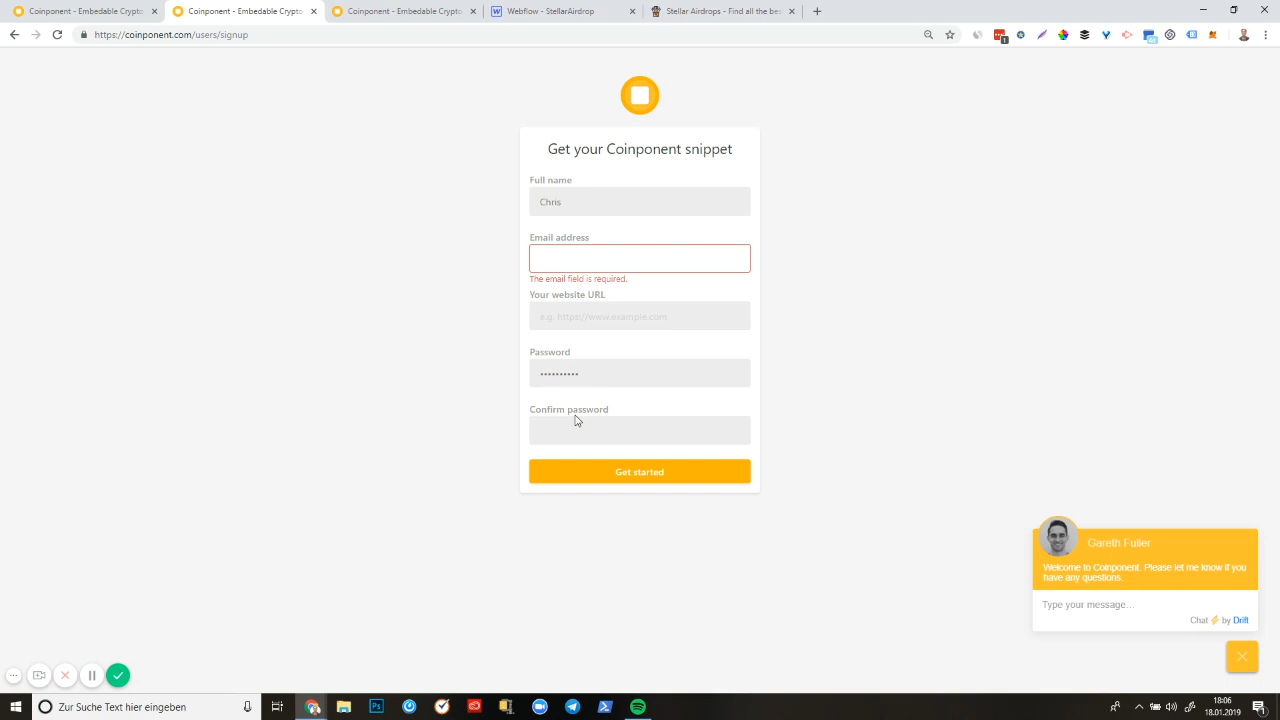 Coinponent - Embedable Crypto
Coinponent - Embedable Crypto
Coinponent - Embedable Crypto
Webflow - StellarAirdrop
Stellar Airdrops - Find all the be
https://coinponent.com/users/signup
Get your Coinponent snippet
Full name
Chris
Email address
The email field is required.
Your website URL
e.g. https://www.example.com
Password
Confirm password
Get started
Gareth Fuller
Welcome to Coinponent. Please let me know if you
have any questions.
Type your message...
Chat ⚡ by Drift
Zur Suche Text hier eingeben
Ps
18:06
18.01.2019